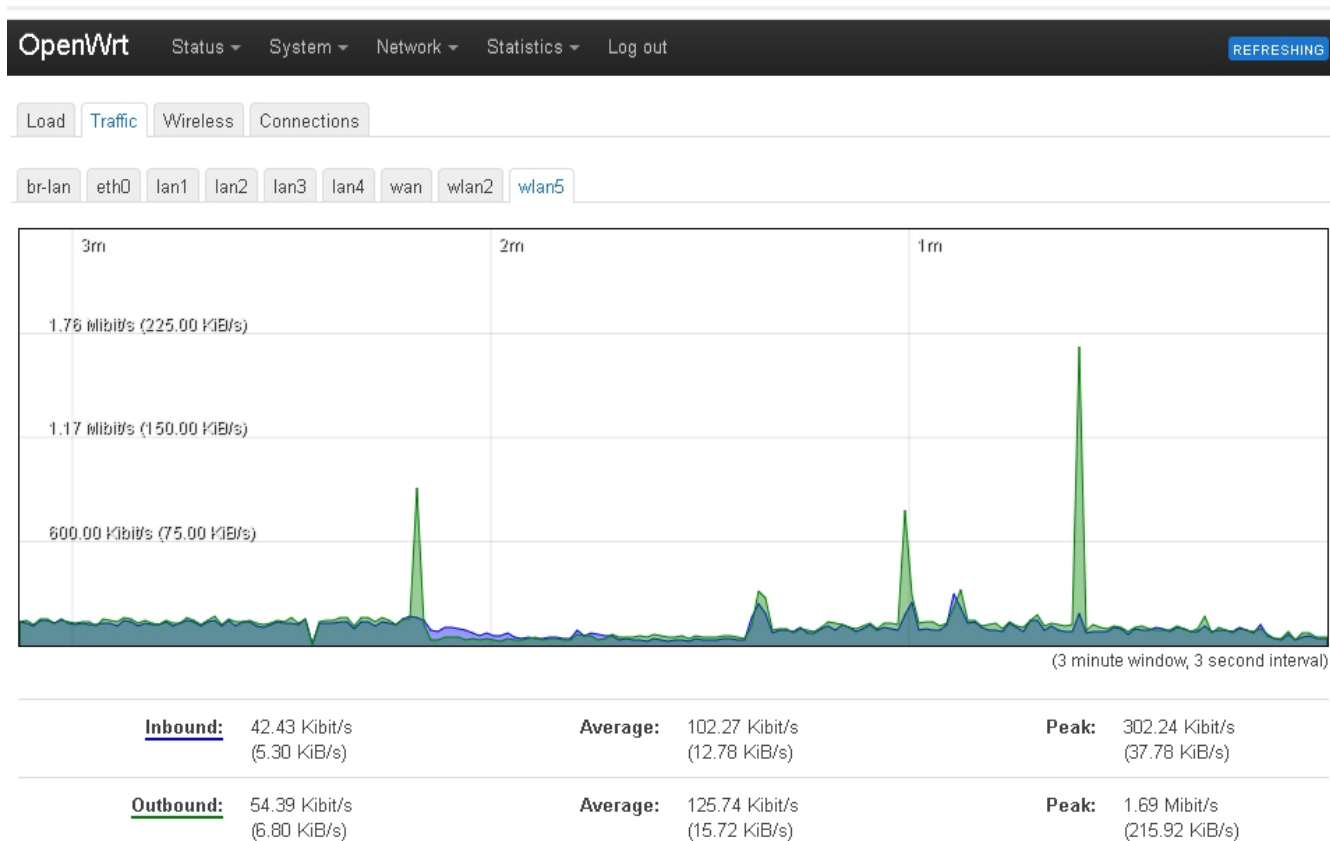 OpenWrt Status System Network Statistics Log out REFRESHING
Load Traffic Wireless Connections
br-lan eth0 lan1 lan2 lan3 lan4 wan wlan2 wlan5
3m 2m 1m
1.76 Mibit/s (225.00 KiB/s)
1.17 Mibit/s (150.00 KiB/s)
600.00 Kibit/s (75.00 KiB/s)
(3 minute window, 3 second interval)
Inbound: 42.43 Kibit/s Average: 102.27 Kibit/s Peak: 302.24 Kibit/s
(5.30 KiB/s) (12.78 KiB/s) (37.78 KiB/s)
Outbound: 54.39 Kibit/s Average: 125.74 Kibit/s Peak: 1.69 Mibit/s
(6.80 KiB/s) (15.72 KiB/s) (215.92 KiB/s)